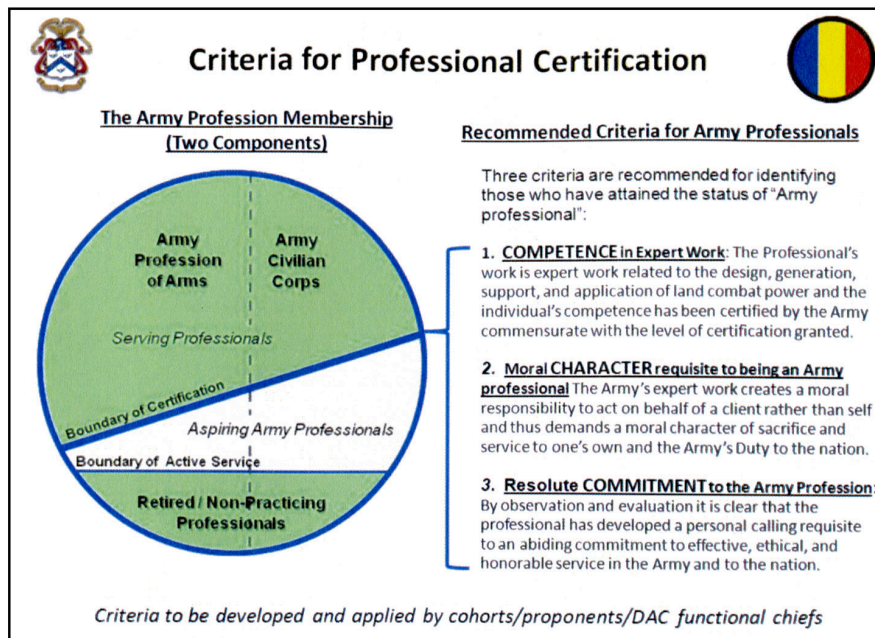 Criteria for Professional Certification
The Army Profession Membership
(Two Components)
Army
Profession
of Arms
Army
Civilian
Corps
Serving Professionals
Boundary of Certification
Aspiring Army Professionals
Boundary of Active Service
Retired / Non-Practicing
Professionals
Recommended Criteria for Army Professionals
Three criteria are recommended for identifying
those who have attained the status of "Army
professional":
1. COMPETENCE in Expert Work: The Professional's
work is expert work related to the design, generation,
support, and application of land combat power and the
individual's competence has been certified by the Army
commensurate with the level of certification granted.
2. Moral CHARACTER requisite to being an Army
professional The Army's expert work creates a moral
responsibility to act on behalf of a client rather than self
and thus demands a moral character of sacrifice and
service to one's own and the Army's Duty to the nation.
3. Resolute COMMITMENT to the Army Profession:
By observation and evaluation it is clear that the
professional has developed a personal calling requisite
to an abiding commitment to effective, ethical, and
honorable service in the Army and to the nation.
Criteria to be developed and applied by cohorts/proponents/DAC functional chiefs